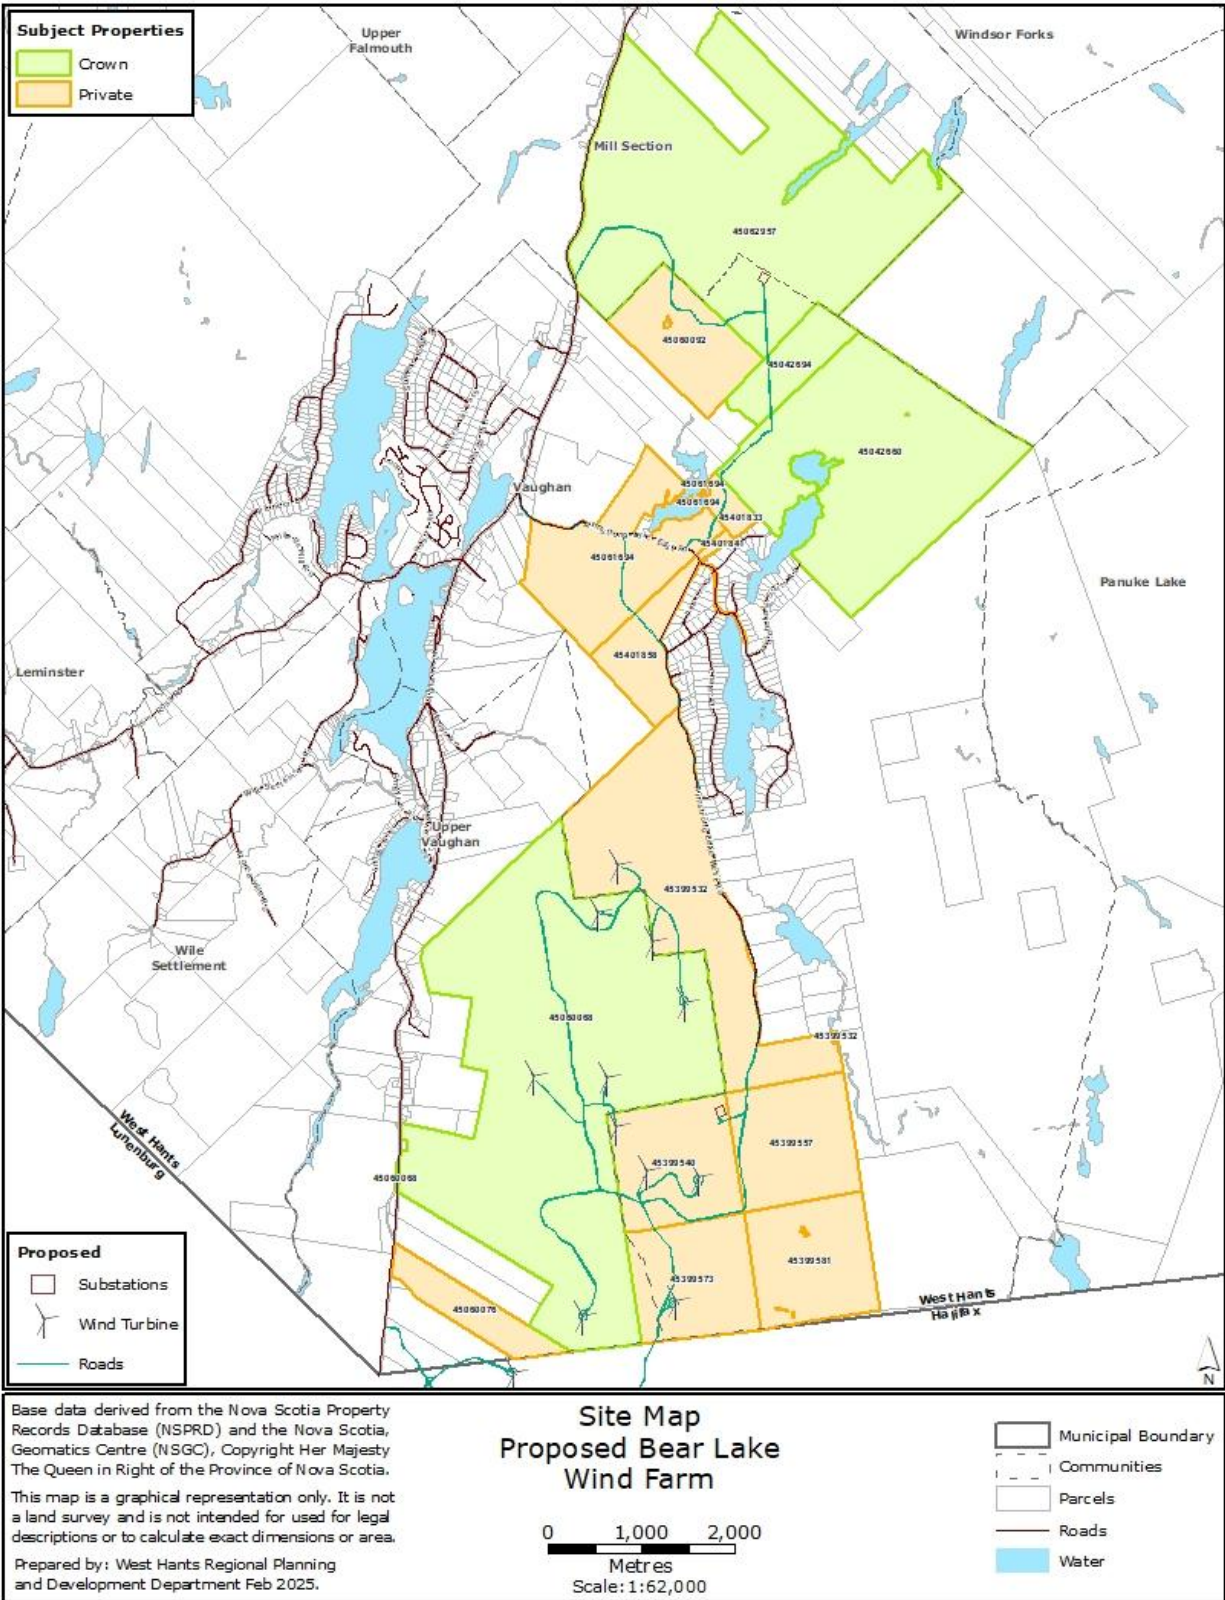 Subject Properties
Crown
Private
Upper
Falmouth
Windsor Forks
Mill Section
45062957
45060092
45042694
45042660
Vaughan
45061694
45061694
45401833
45401841
45061694
Panuke Lake
45401858
Leminster
Upper
Vaughan
45399532
Wile
Settlement
45060068
45399532
West Hants
Lunenburg
45399557
45399540
45060068
45399581
45399573
West Hants
Halifax
45060076
Proposed
Substations
Wind Turbine
Roads
N
Base data derived from the Nova Scotia Property
Records Database (NSPRD) and the Nova Scotia,
Geomatics Centre (NSGC), Copyright Her Majesty
The Queen in Right of the Province of Nova Scotia.
This map is a graphical representation only. It is not
a land survey and is not intended for used for legal
descriptions or to calculate exact dimensions or area.
Prepared by: West Hants Regional Planning
and Development Department Feb 2025.
Site Map
Proposed Bear Lake
Wind Farm
0 1,000 2,000
Metres
Scale:1:62,000
Municipal Boundary
Communities
Parcels
Roads
Water